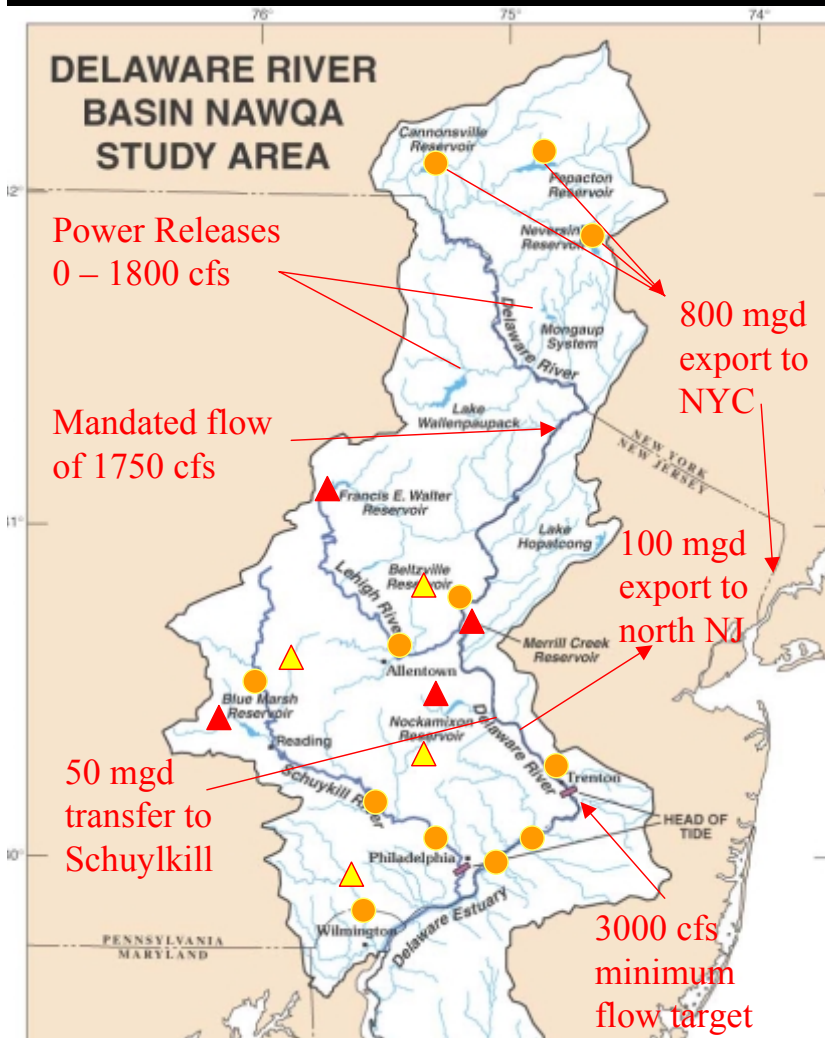 76°
75°
74°
DELAWARE RIVER
BASIN NAWQA
STUDY AREA
Cannonsville
Reservoir
Pepacton
Reservoir
42°
Neversink
Reservoir
Power Releases
0 – 1800 cfs
Delaware River
Mongaup
System
800 mgd
export to
NYC
Lake
Wallenpaupack
Mandated flow
of 1750 cfs
NEW YORK
NEW JERSEY
Francis E. Walter
Reservoir
41°
Lake
Hopatcong
100 mgd
export to
north NJ
Beltzville
Reservoir
Lehigh River
Merrill Creek
Reservoir
Allentown
Blue Marsh
Reservoir
Nockamixon
Reservoir
Delaware River
Reading
50 mgd
transfer to
Schuylkill
Schuykill River
Trenton
HEAD OF
TIDE
40°
Philadelphia
Delaware Estuary
Wilmington
PENNSYLVANIA
MARYLAND
3000 cfs
minimum
flow target